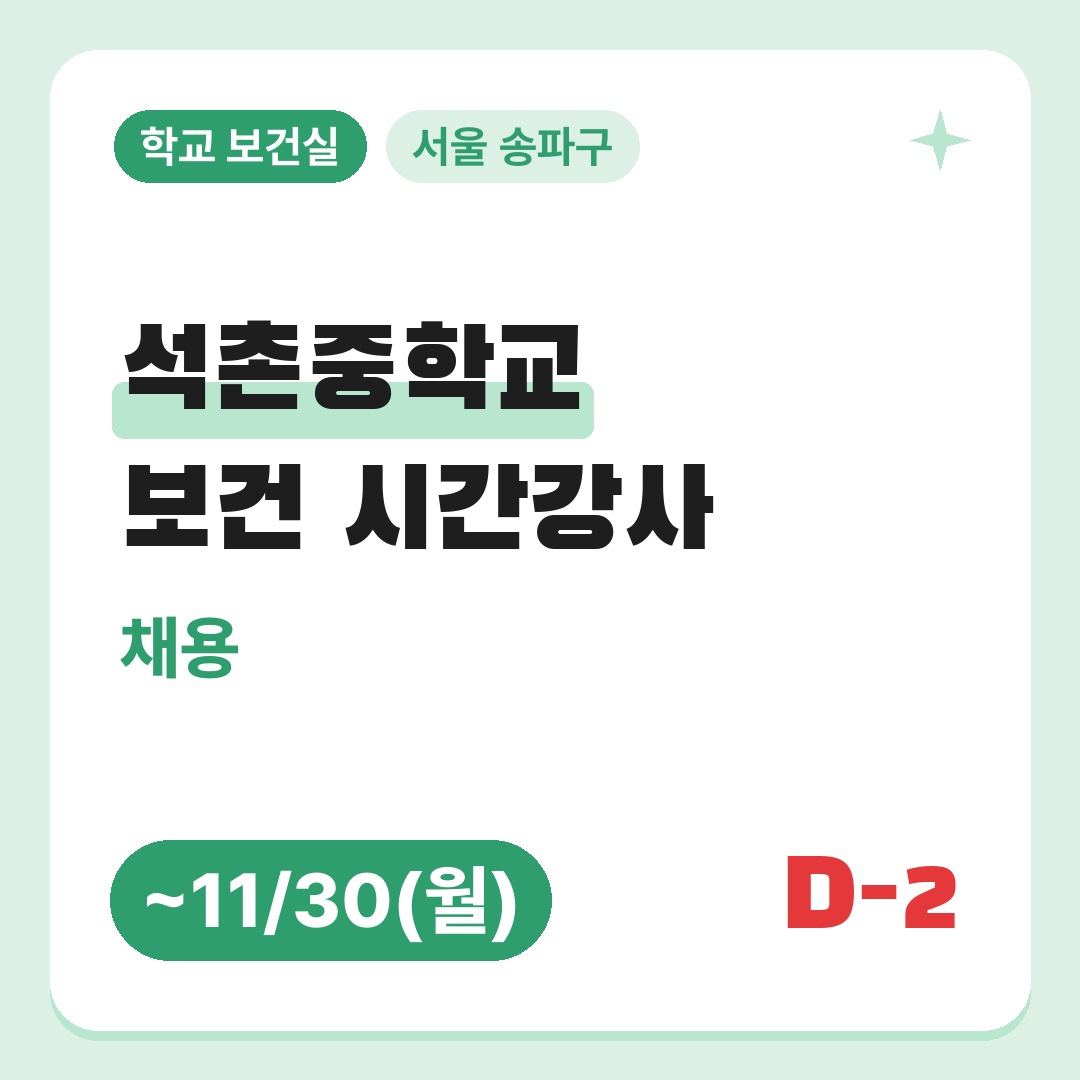 학교 보건실
서울 송파구
석촌중학교
보건 시간강사
채용
~11/30(월)
D-2